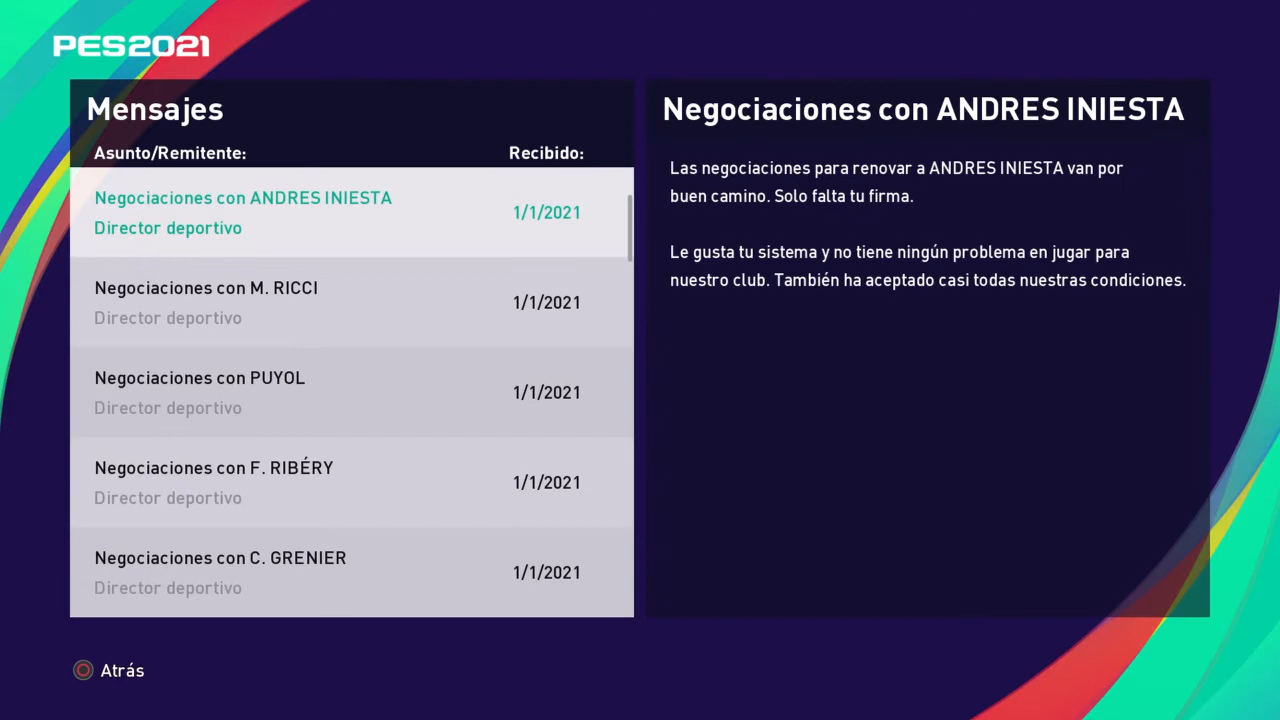 PES2021
Mensajes
Asunto/Remitente: Recibido:
Negociaciones con ANDRES INIESTA
Director deportivo
1/1/2021
Negociaciones con M. RICCI
Director deportivo
1/1/2021
Negociaciones con PUYOL
Director deportivo
1/1/2021
Negociaciones con F. RIBÉRY
Director deportivo
1/1/2021
Negociaciones con C. GRENIER
Director deportivo
1/1/2021
Negociaciones con ANDRES INIESTA
Las negociaciones para renovar a ANDRES INIESTA van por
buen camino. Solo falta tu firma.
Le gusta tu sistema y no tiene ningún problema en jugar para
nuestro club. También ha aceptado casi todas nuestras condiciones.
Atrás